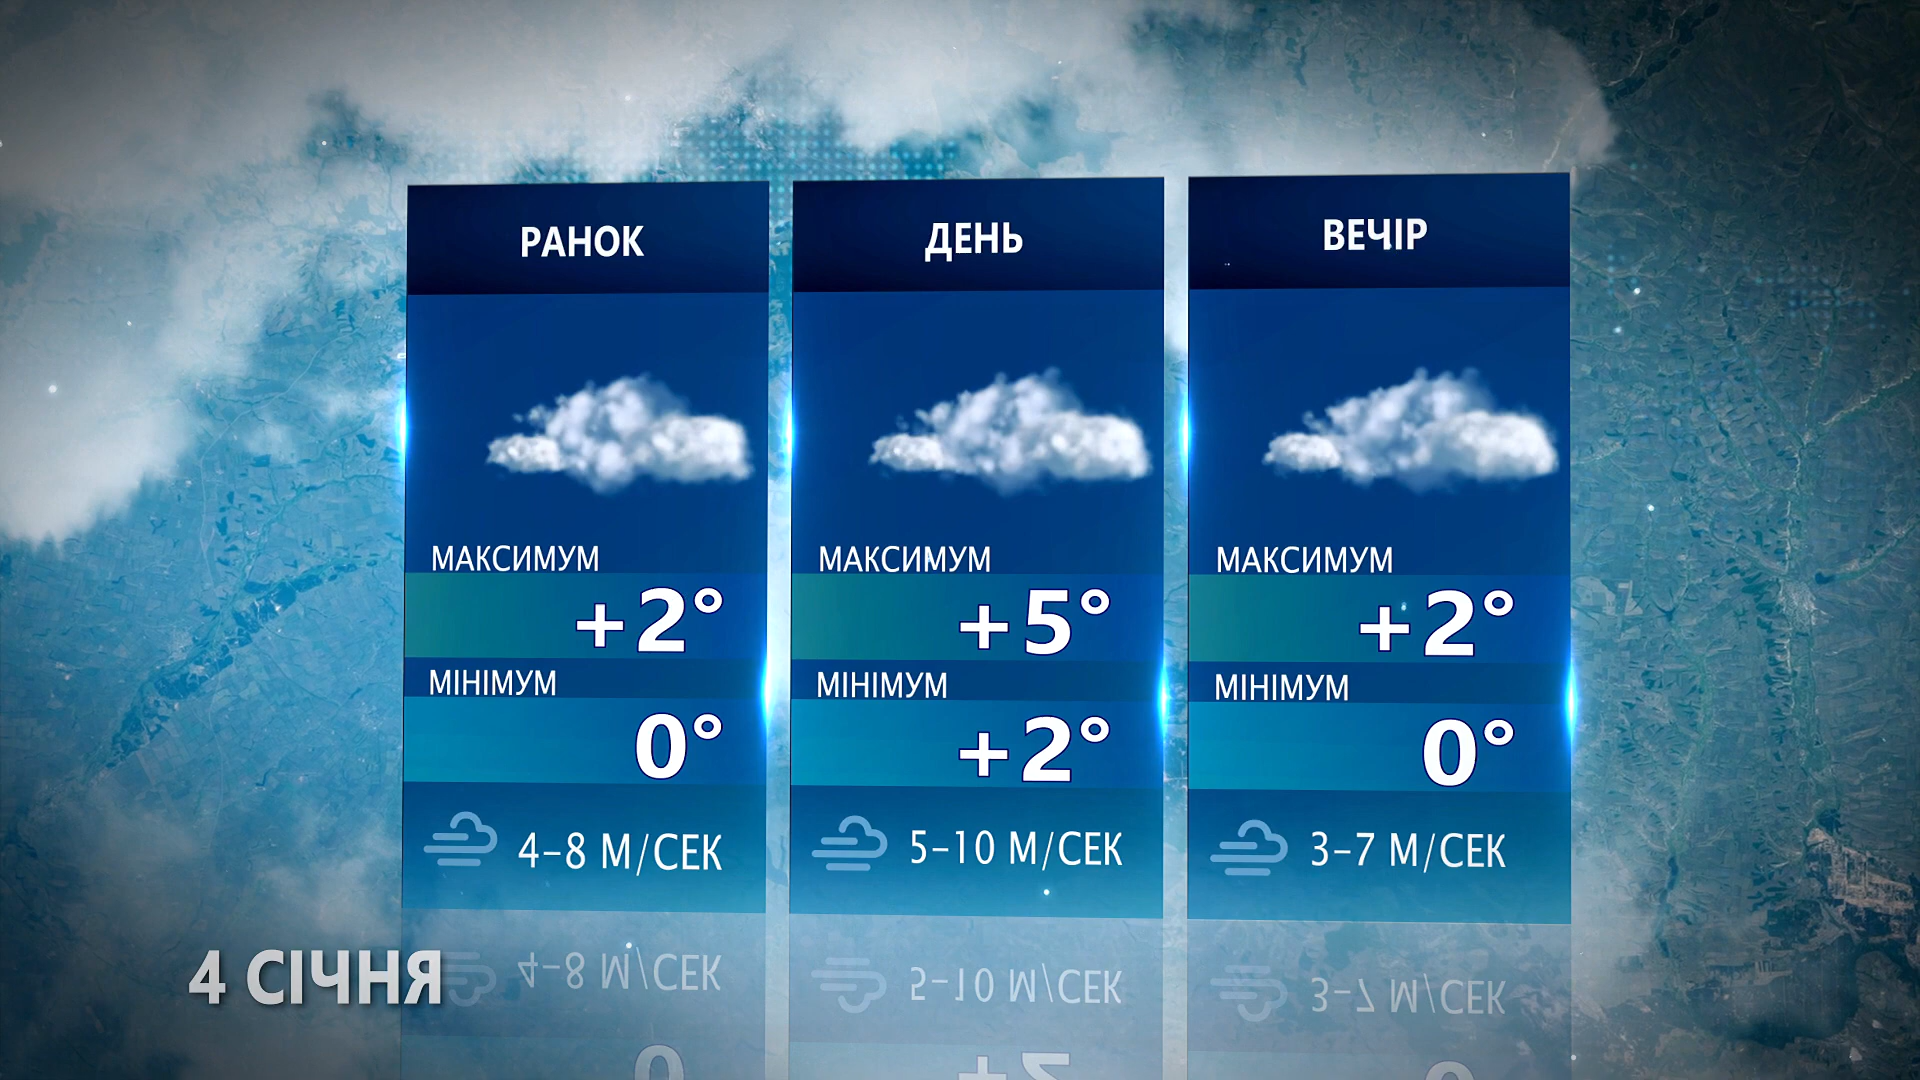 РАНОК
МАКСИМУМ
+2°
МІНІМУМ
0°
4-8 М/СЕК
ДЕНЬ
МАКСИМУМ
+5°
МІНІМУМ
+2°
5-10 М/СЕК
ВЕЧІР
МАКСИМУМ
+2°
МІНІМУМ
0°
3-7 М/СЕК
4 СІЧНЯ